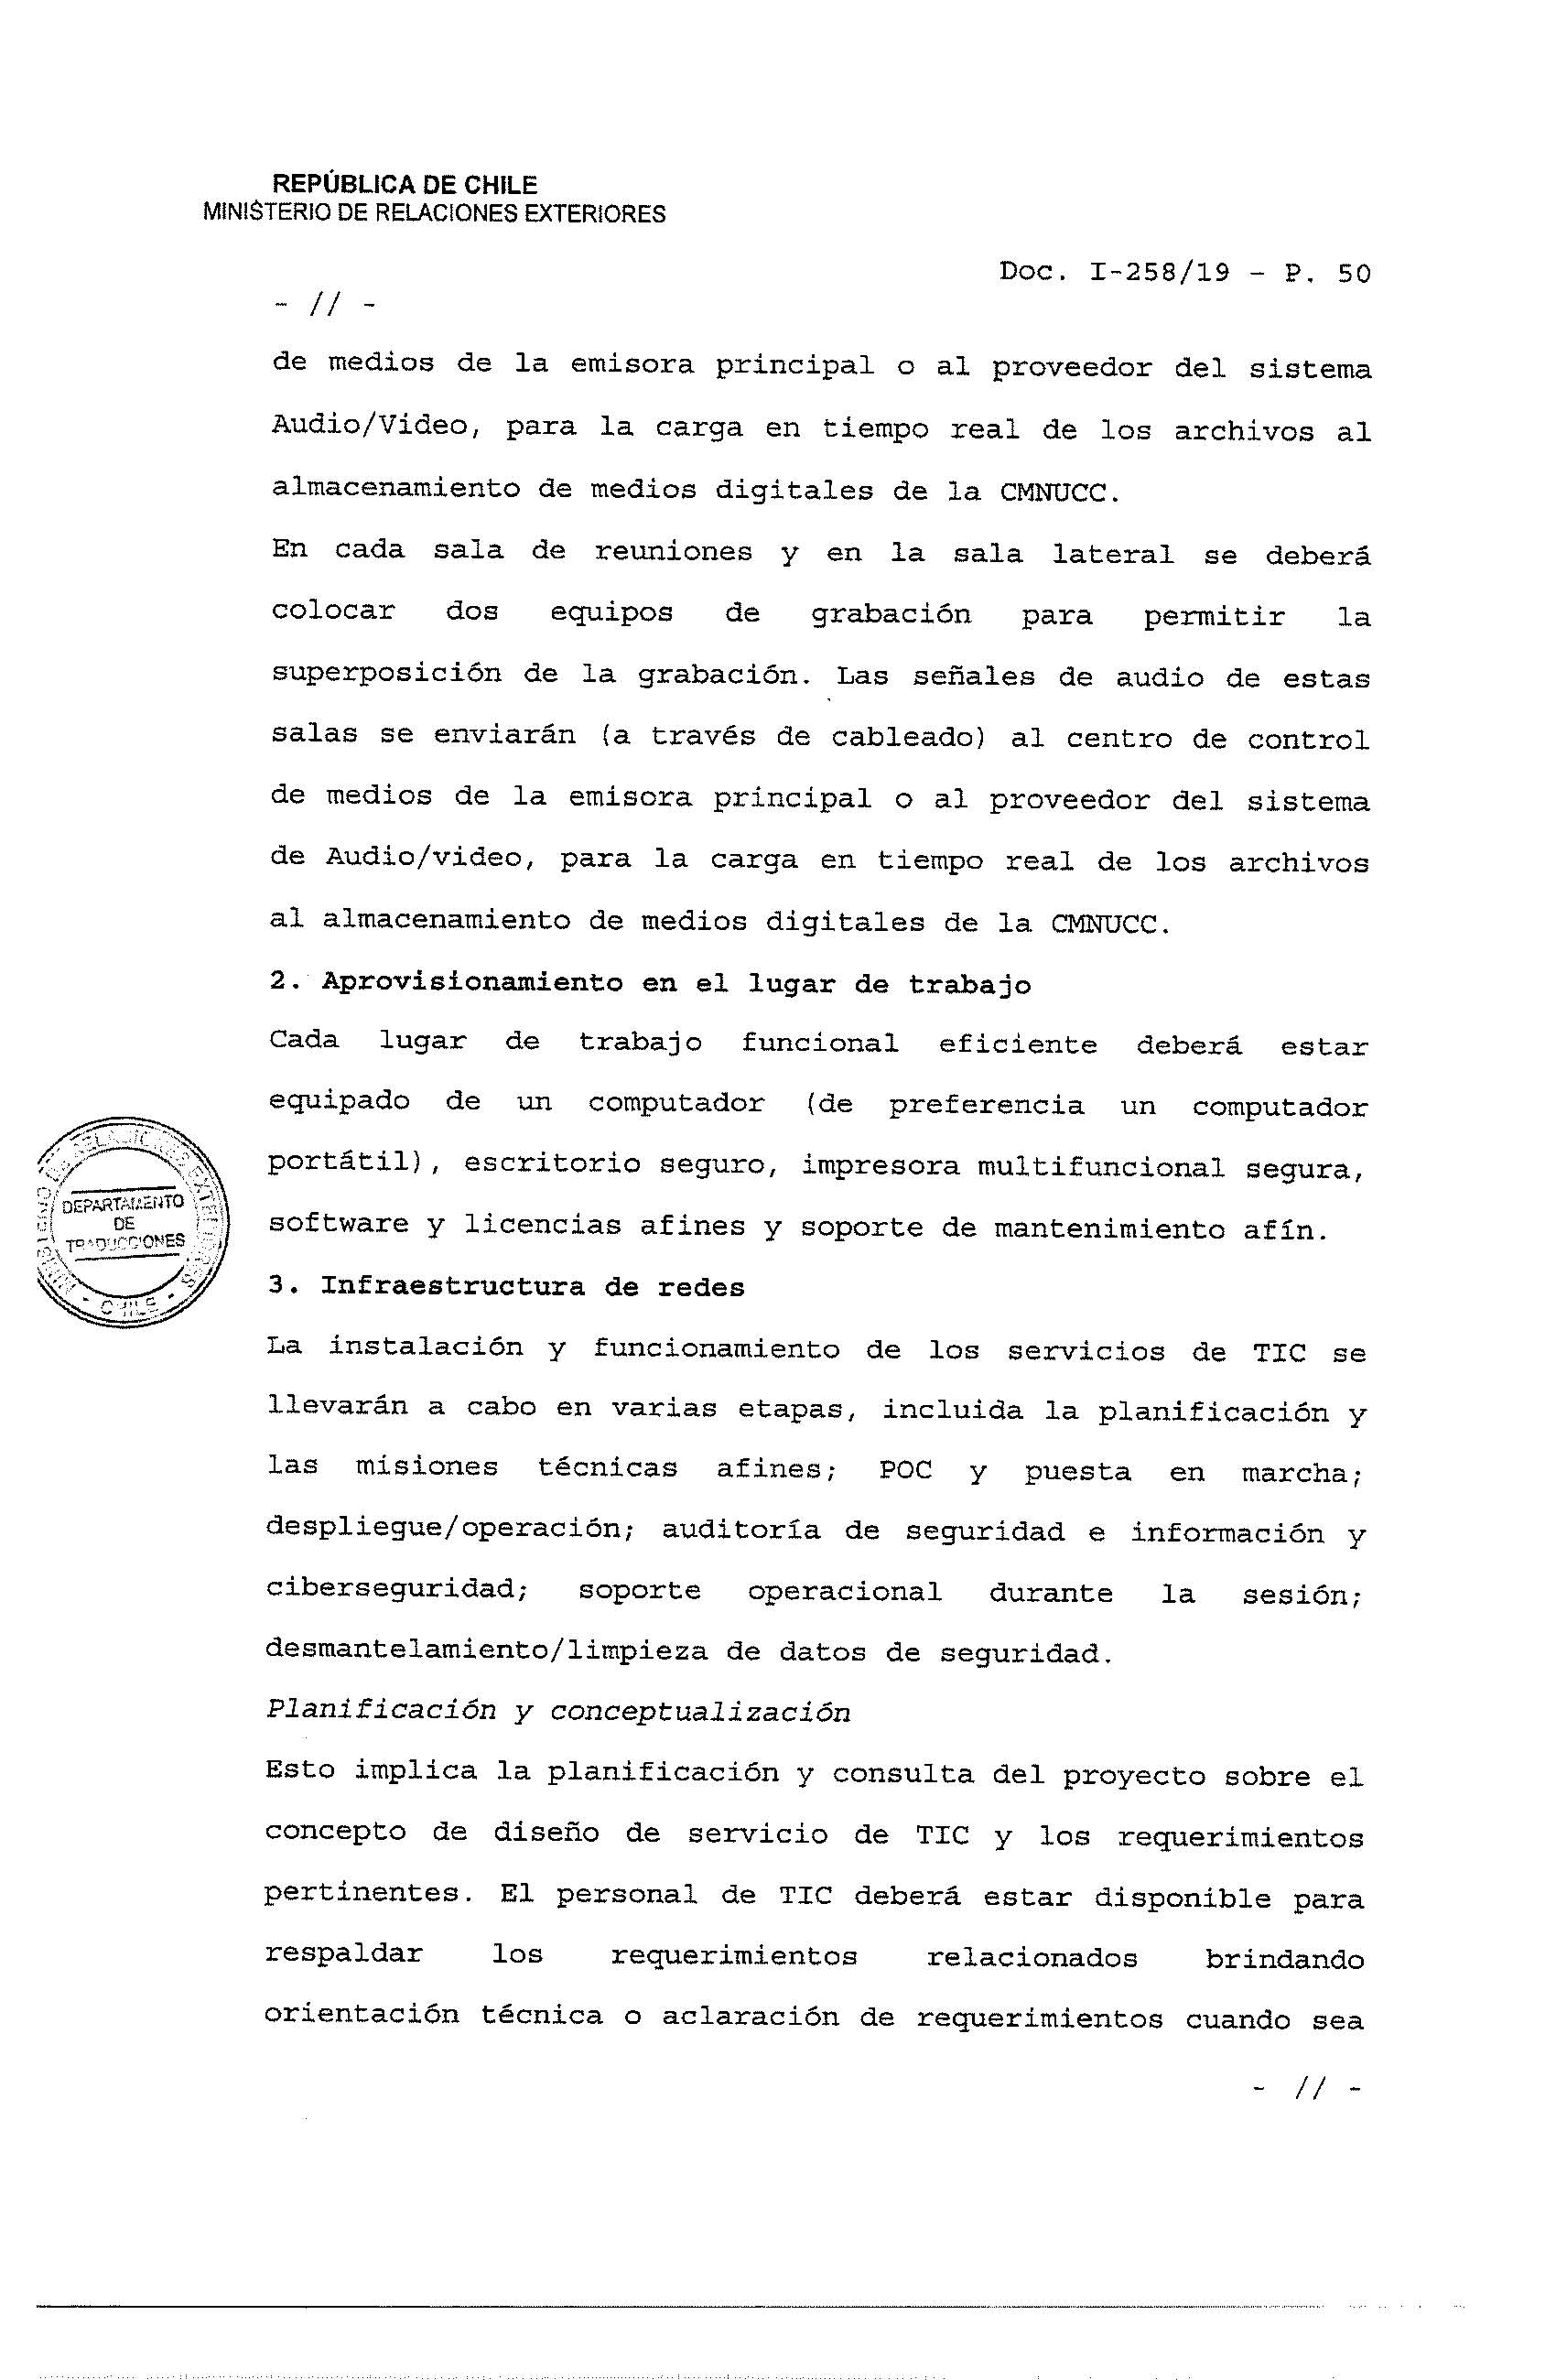 REPÚBLICA DE CHILE
MINISTERIO DE RELACIONES EXTERIORES
Doc. I-258/19 - P. 50
- // -
de medios de la emisora principal o al proveedor del sistema
Audio/Video, para la carga en tiempo real de los archivos al
almacenamiento de medios digitales de la CMNUCC.
En cada sala de reuniones y en la sala lateral se deberá
colocar dos equipos de grabación para permitir la
superposición de la grabación. Las señales de audio de estas
salas se enviarán (a través de cableado) al centro de control
de medios de la emisora principal o al proveedor del sistema
de Audio/video, para la carga en tiempo real de los archivos
al almacenamiento de medios digitales de la CMNUCC.
2. Aprovisionamiento en el lugar de trabajo
Cada lugar de trabajo funcional eficiente deberá estar
equipado de un computador (de preferencia un computador
portátil), escritorio seguro, impresora multifuncional segura,
software y licencias afines y soporte de mantenimiento afín.
3. Infraestructura de redes
La instalación y funcionamiento de los servicios de TIC se
llevarán a cabo en varias etapas, incluida la planificación y
las misiones técnicas afines; POC y puesta en marcha;
despliegue/operación; auditoría de seguridad e información y
ciberseguridad; soporte operacional durante la sesión;
desmantelamiento/limpieza de datos de seguridad.
Planificación y conceptualización
Esto implica la planificación y consulta del proyecto sobre el
concepto de diseño de servicio de TIC y los requerimientos
pertinentes. El personal de TIC deberá estar disponible para
respaldar los requerimientos relacionados brindando
orientación técnica o aclaración de requerimientos cuando sea
- // -
MINISTERIO DE RELACIONES EXTERIORES
DEPARTAMENTO
DE
TRADUCCIONES
- CHILE -